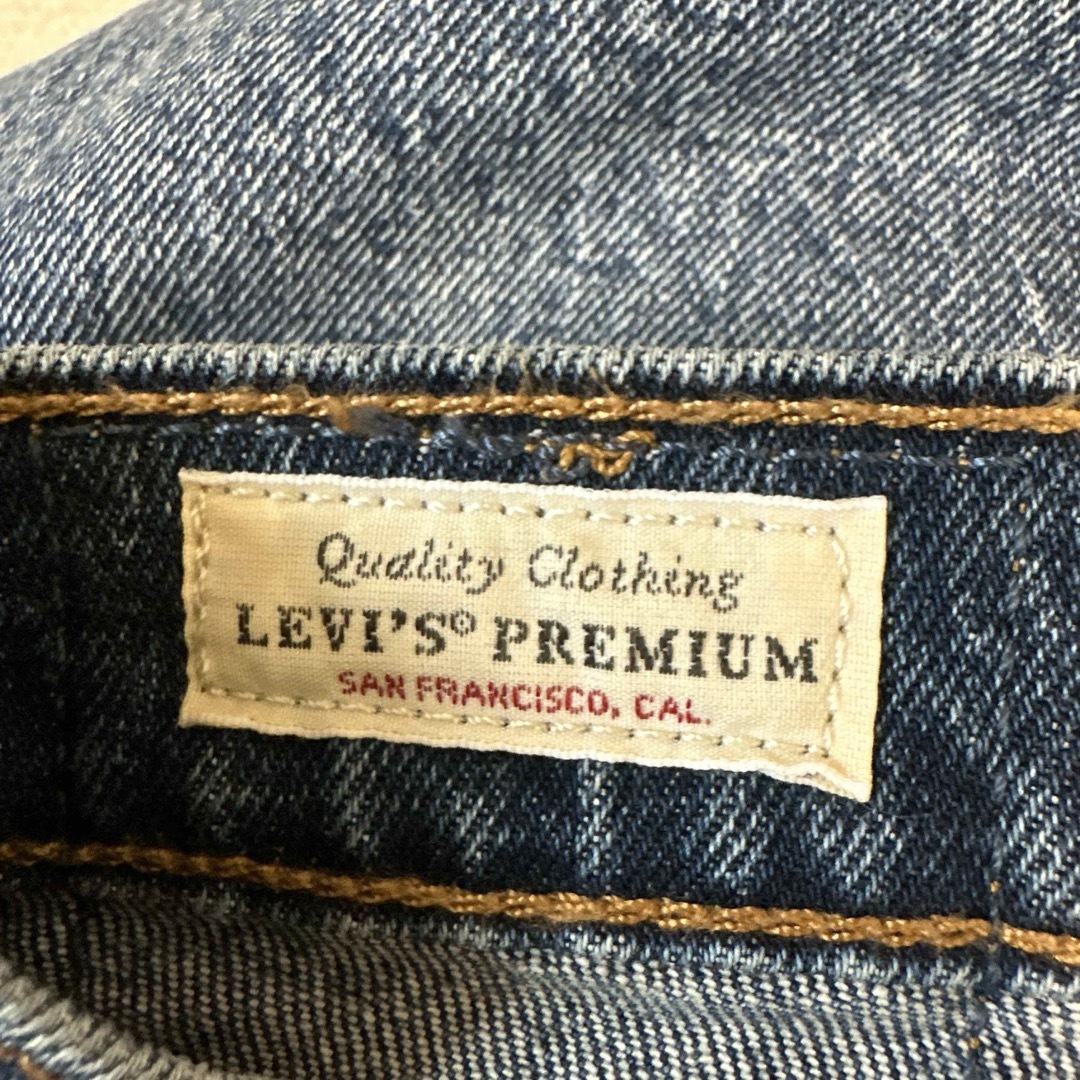 Quality Clothing
LEVI'S® PREMIUM
SAN FRANCISCO, CAL.